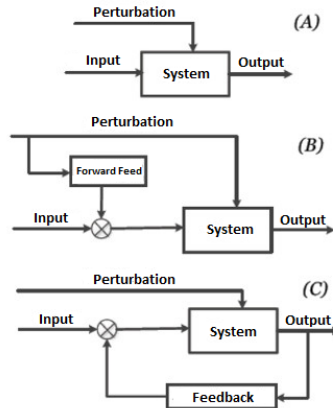 Perturbation
(A)
Input
System
Output
Perturbation
(B)
Forward Feed
Input
System
Output
(C)
Perturbation
Input
System
Output
Feedback